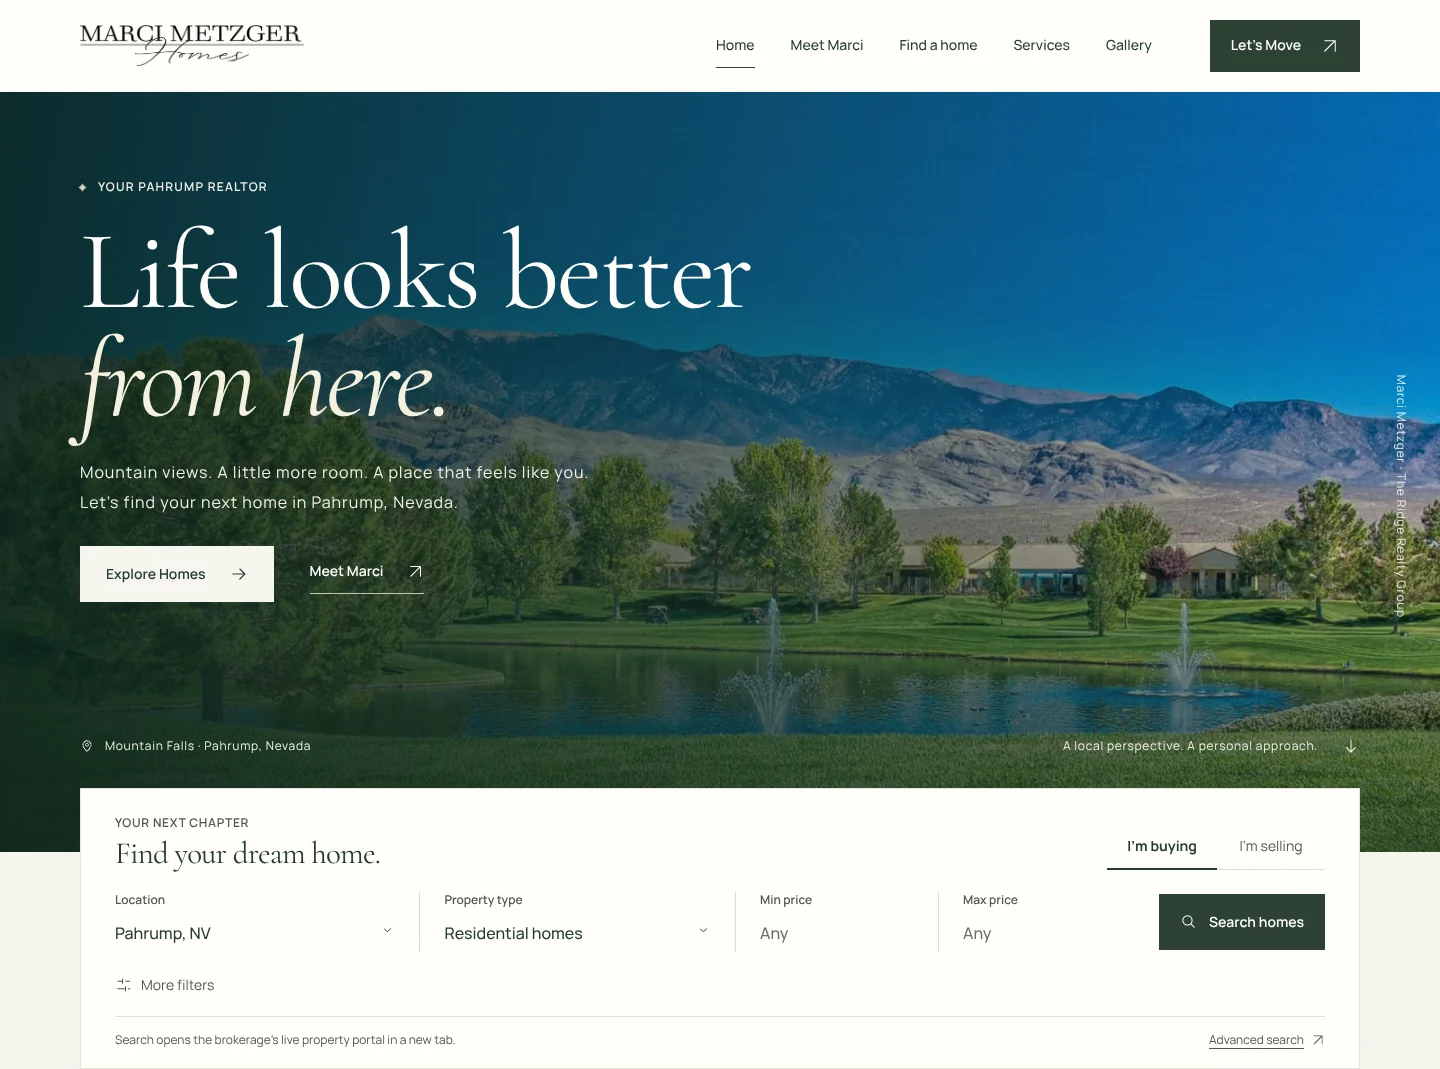 MARCI METZGER
Homes
Home
Meet Marci
Find a home
Services
Gallery
Let's Move
YOUR PAHRUMP REALTOR
Life looks better
from here.
Mountain views. A little more room. A place that feels like you.
Let's find your next home in Pahrump, Nevada.
Explore Homes
Meet Marci
Marci Metzger · The Ridge Realty Group
Mountain Falls · Pahrump, Nevada
A local perspective. A personal approach.
YOUR NEXT CHAPTER
Find your dream home.
I'm buying
I'm selling
Location
Pahrump, NV
Property type
Residential homes
Min price
Any
Max price
Any
Search homes
More filters
Search opens the brokerage's live property portal in a new tab.
Advanced search